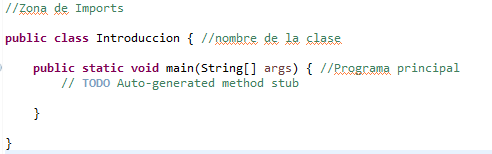 //Zona de Imports
public class Introduccion { //nombre de la clase
public static void main(String[] args) { //Programa principal
// TODO Auto-generated method stub
}
}